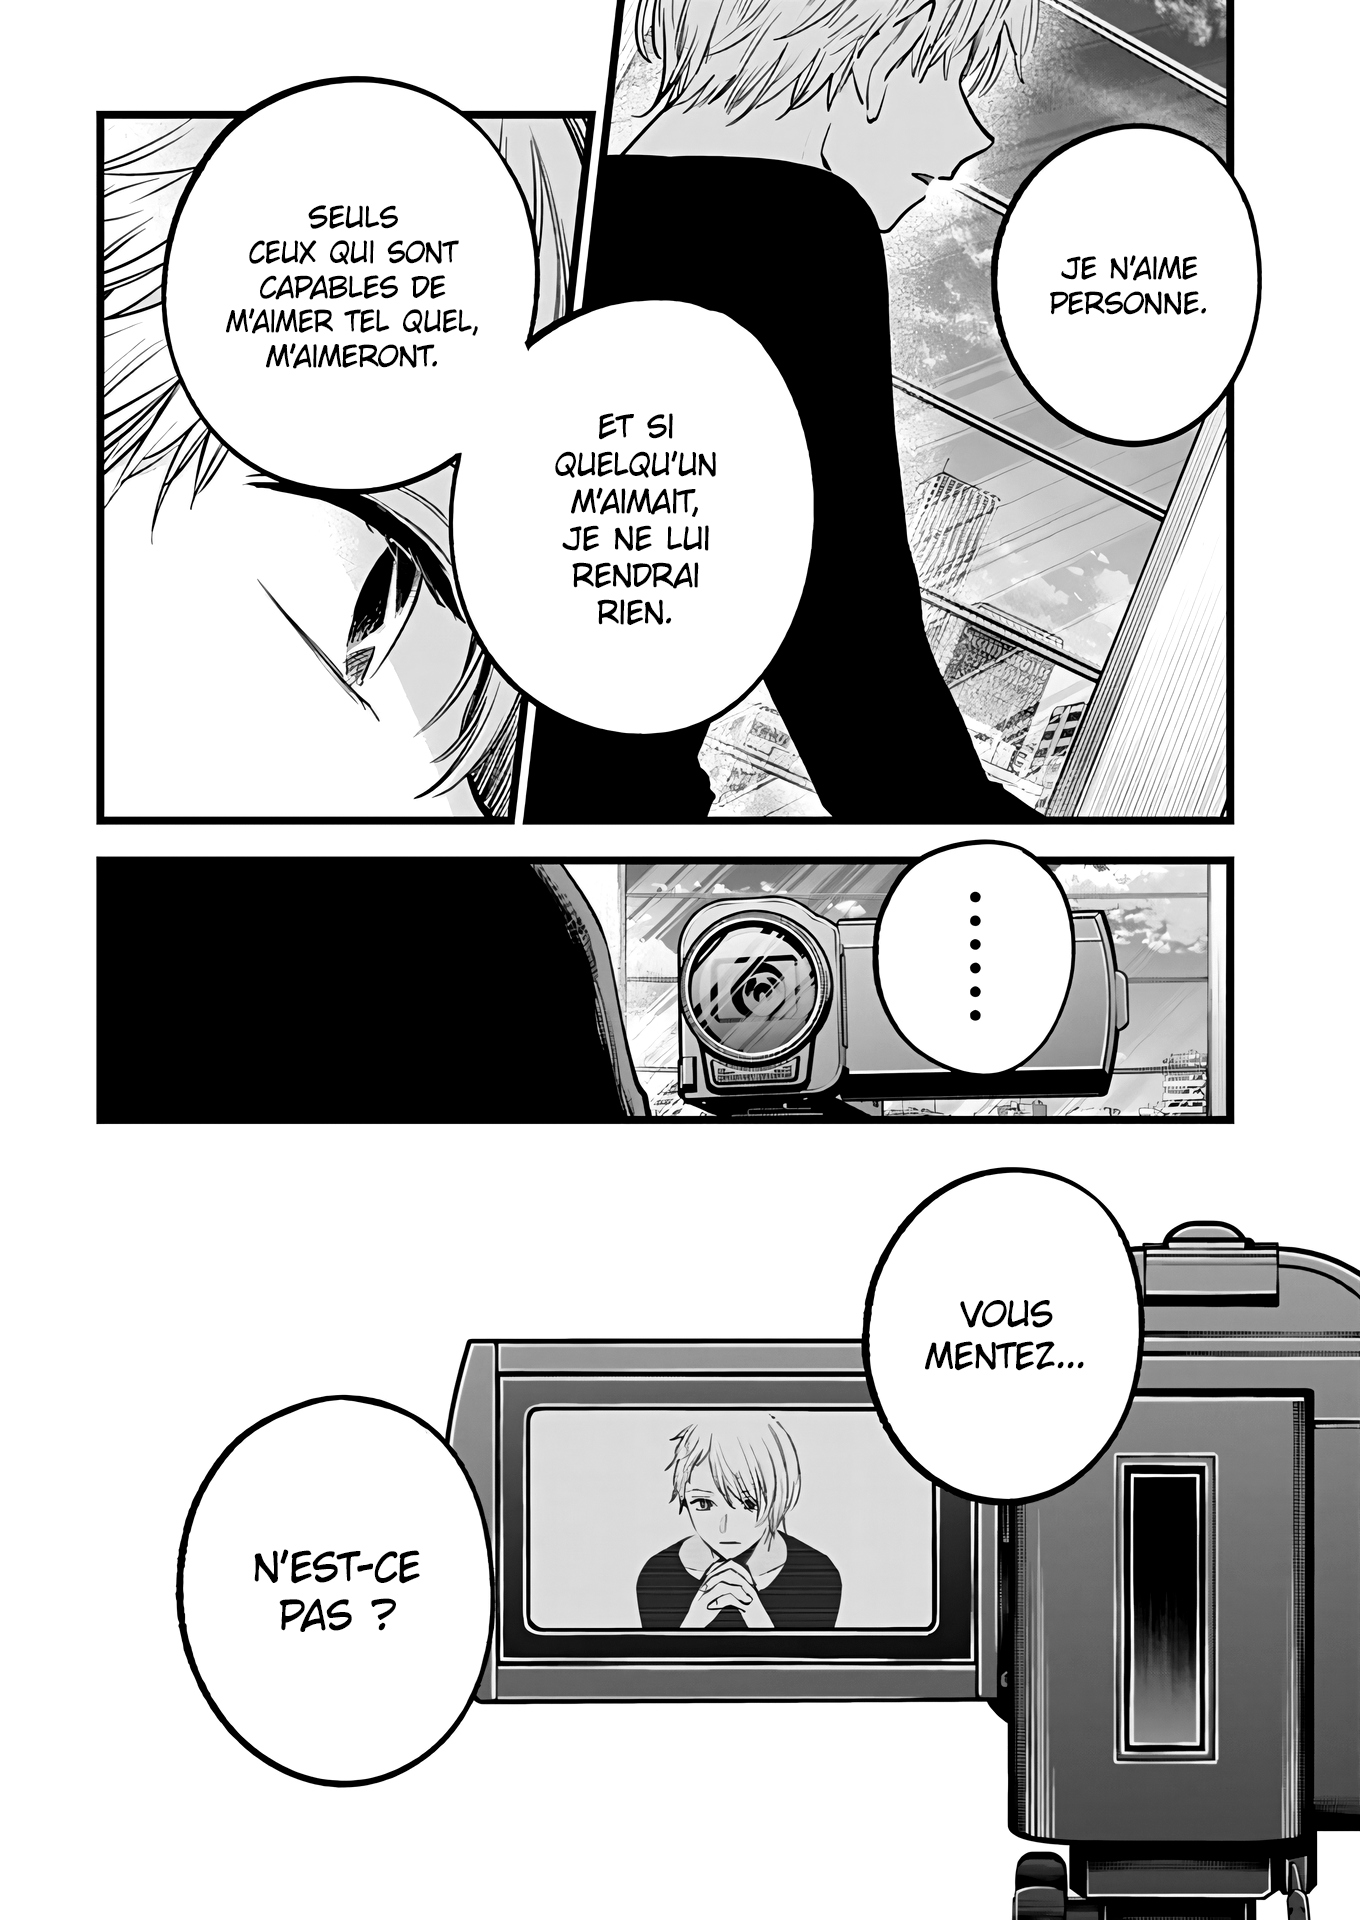 JE N'AIME
PERSONNE.
ET SI
QUELQU'UN
M'AIMAIT,
JE NE LUI
RENDRAI
RIEN.
SEULS
CEUX QUI SONT
CAPABLES DE
M'AIMER TEL QUEL,
M'AIMERONT.
......
VOUS
MENTEZ...
N'EST-CE
PAS ?